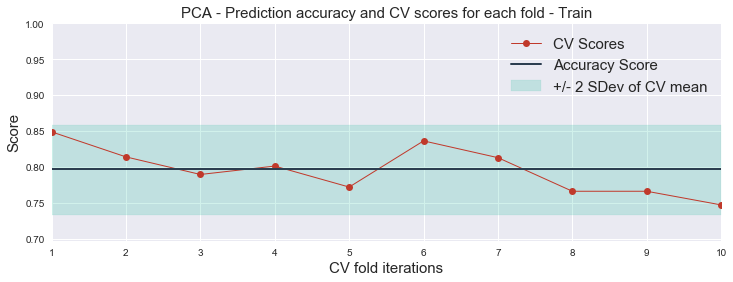 PCA - Prediction accuracy and CV scores for each fold - Train
1.00
0.95
0.90
0.85
0.80
0.75
0.70
Score
CV Scores
Accuracy Score
+/- 2 SDev of CV mean
1 2 3 4 5 6 7 8 9 10
CV fold iterations